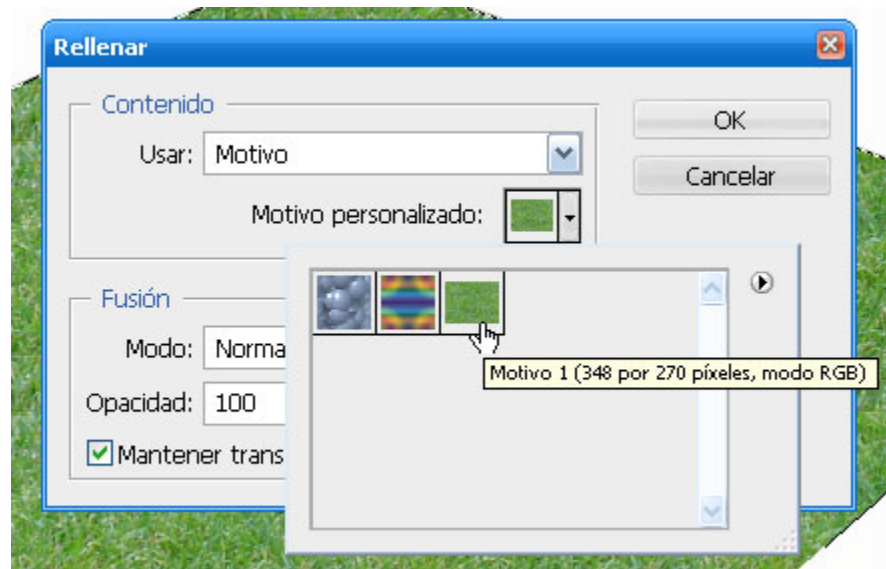 Rellenar
Contenido
OK
Usar: Motivo
Cancelar
Motivo personalizado:
Fusión
Modo: Norma
Motivo 1 (348 por 270 píxeles, modo RGB)
Opacidad: 100
Mantener trans